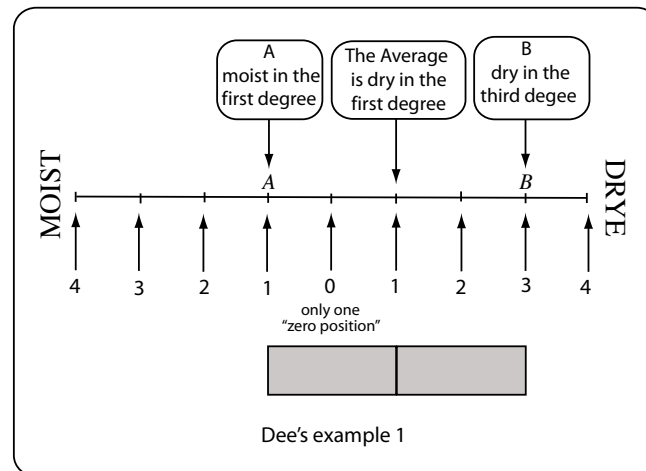 A
moist in the
first degree
The Average
is dry in the
first degree
B
dry in the
third degee
MOIST
A
B
DRYE
4 3 2 1 0 1 2 3 4
only one
“zero position”
Dee’s example 1